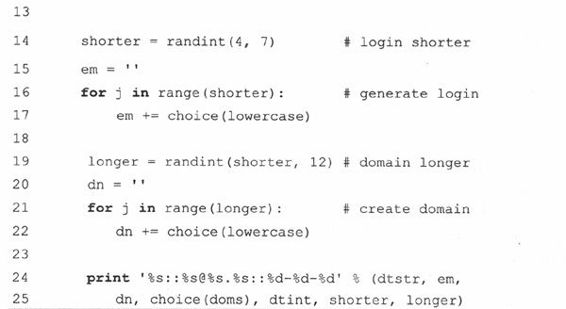 13
14 shorter = randint(4, 7) # login shorter
15 em = ''
16 for j in range(shorter): # generate login
17 em += choice(lowercase)
18
19 longer = randint(shorter, 12) # domain longer
20 dn = ''
21 for j in range(longer): # create domain
22 dn += choice(lowercase)
23
24 print '%s::%s@%s.%s::%d-%d-%d' % (dtstr, em,
25 dn, choice(doms), dtint, shorter, longer)